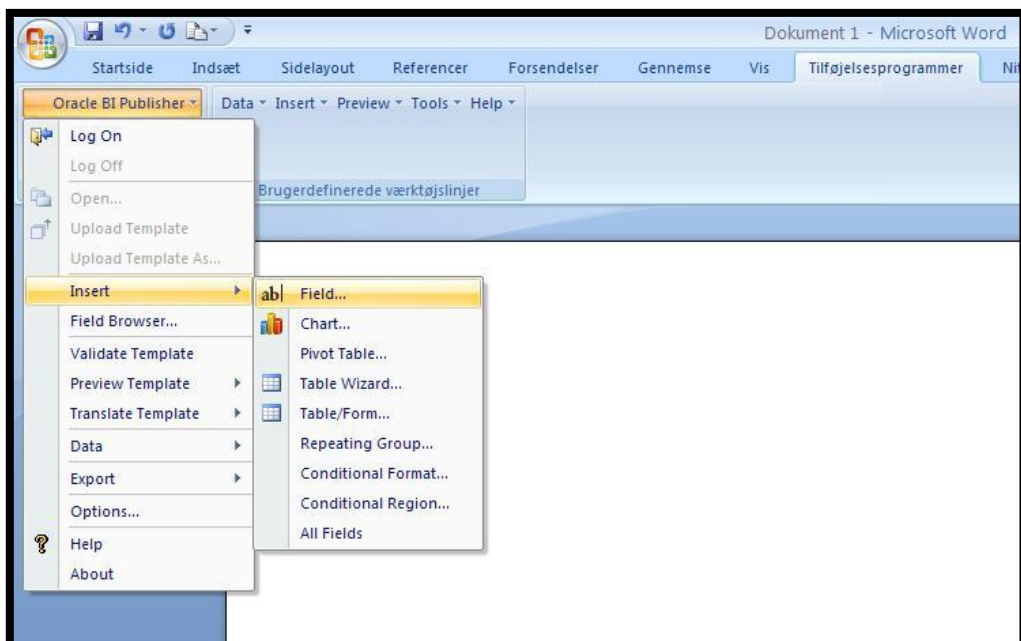 Dokument 1 - Microsoft Word
Startside Indsæt Sidelayout Referencer Forsendelser Gennemse Vis Tilføjelsesprogrammer
Oracle BI Publisher Data Insert Preview Tools Help
Log On
Log Off
Brugerdefinerede værktøjslinjer
Open...
Upload Template
Upload Template As...
Insert
Field Browser...
Validate Template
Preview Template
Translate Template
Data
Export
Options...
Help
About
ab Field...
Chart...
Pivot Table...
Table Wizard...
Table/Form...
Repeating Group...
Conditional Format...
Conditional Region...
All Fields